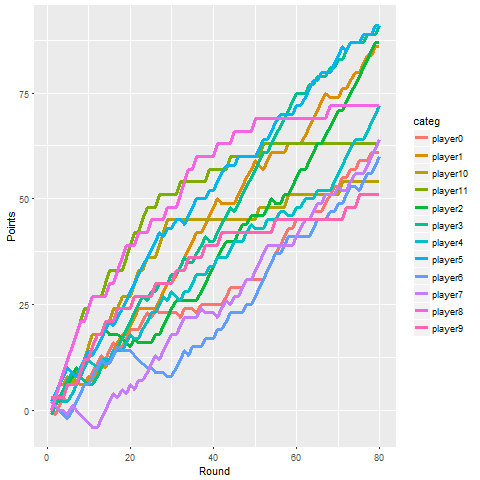 75
50
25
0
Points
0
20
40
60
80
Round
categ
player0
player1
player10
player11
player2
player3
player4
player5
player6
player7
player8
player9